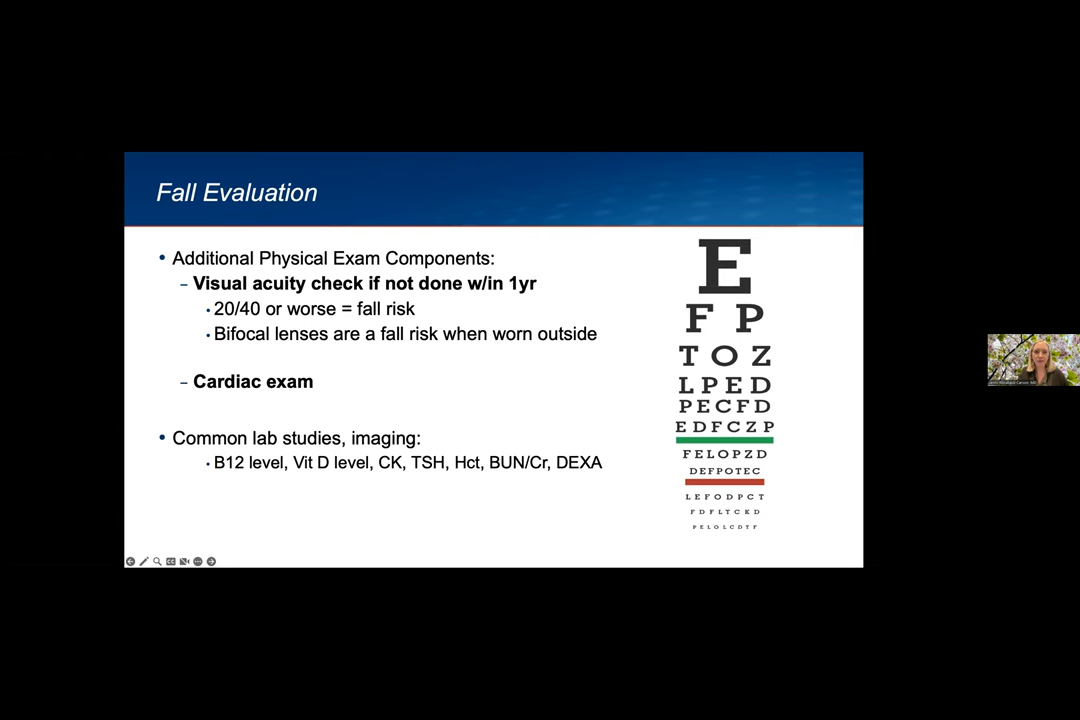 Fall Evaluation
• Additional Physical Exam Components:
– Visual acuity check if not done w/in 1yr
• 20/40 or worse = fall risk
• Bifocal lenses are a fall risk when worn outside
– Cardiac exam
• Common lab studies, imaging:
• B12 level, Vit D level, CK, TSH, Hct, BUN/Cr, DEXA
E
F P
T O Z
L P E D
P E C F D
E D F C Z P
F E L O P Z D
D E F P O T E C
L E F O D P C T
F D F L T C K D
P E L O L C D T F